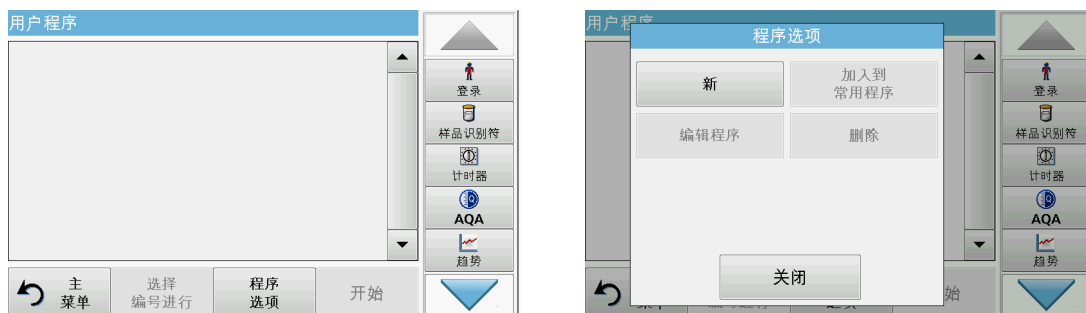 用户程序
登录
样品识别符
计时器
AQA
趋势
主
菜单
选择
编号进行
程序
选项
开始
用户程序
程序选项
新
加入到
常用程序
编辑程序
删除
关闭
登录
样品识别符
计时器
AQA
趋势
始